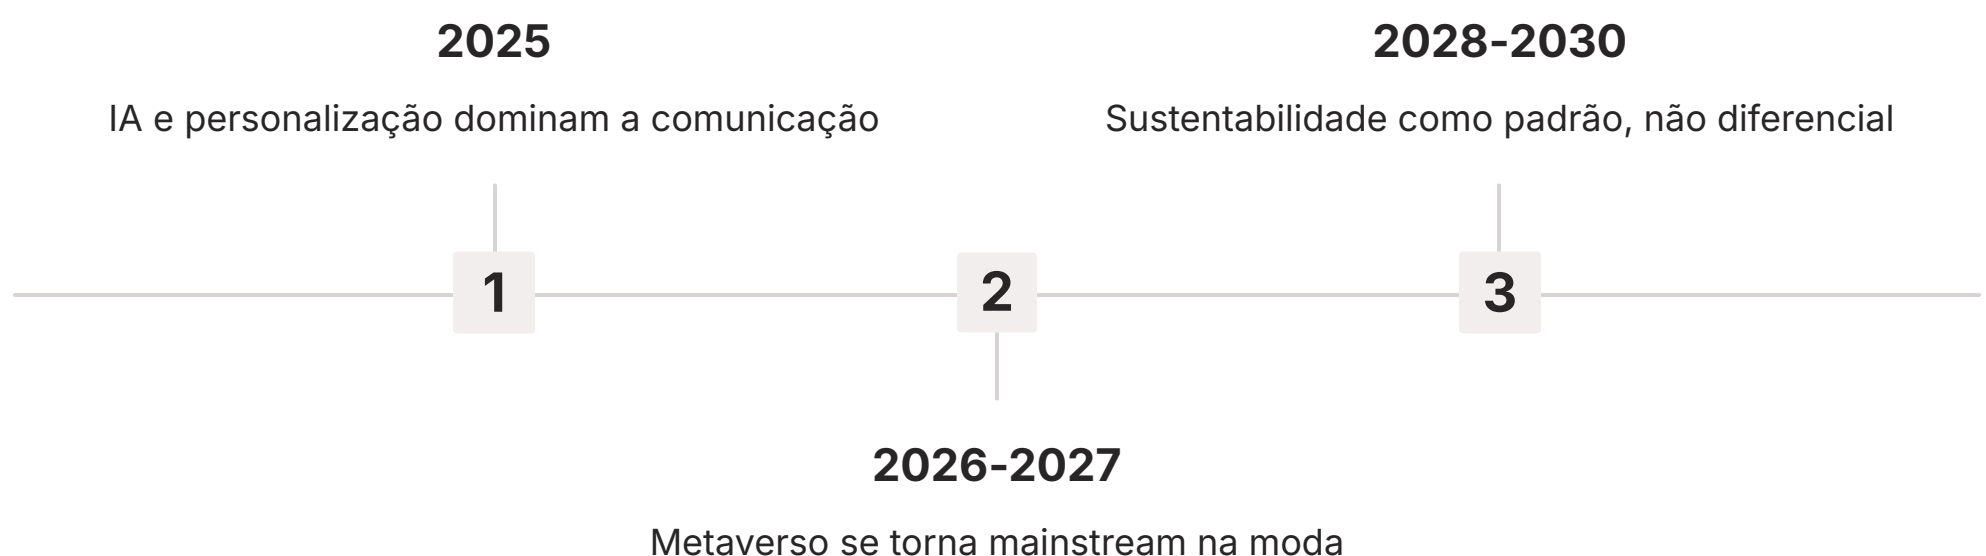 2025
IA e personalização dominam a comunicação
2028-2030
Sustentabilidade como padrão, não diferencial
1
2
3
2026-2027
Metaverso se torna mainstream na moda